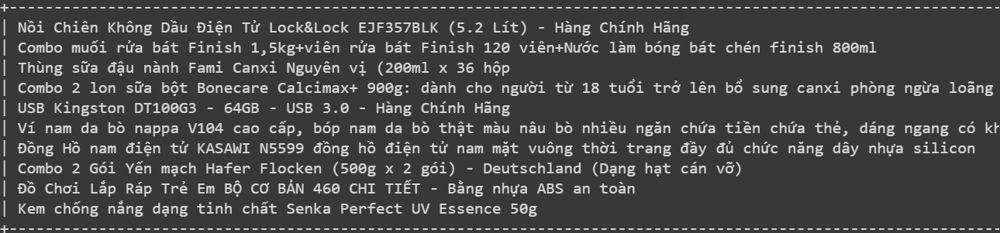 Nồi Chiên Không Dầu Điện Tử Lock&Lock EJF357BLK (5.2 Lít) - Hàng Chính Hãng
Combo muối rửa bát Finish 1,5kg+viên rửa bát Finish 120 viên+Nước làm bóng bát chén finish 800ml
Thùng sữa đậu nành Fami Canxi Nguyên vị (200ml x 36 hộp
Combo 2 lon sữa bột Bonecare Calcimax+ 900g: dành cho người từ 18 tuổi trở lên bổ sung canxi phòng ngừa loãng
USB Kingston DT100G3 - 64GB - USB 3.0 - Hàng Chính Hãng
Ví nam da bò nappa V104 cao cấp, bóp nam da bò thật màu nâu bò nhiều ngăn chứa tiền chứa thẻ, dáng ngang có
Đồng Hồ nam điện tử KASAWI N5599 đồng hồ điện tử nam mặt vuông thời trang đầy đủ chức năng dây nhựa silicon
Combo 2 Gói Yến mạch Hafer Flocken (500g x 2 gói) - Deutschland (Dạng hạt cán vỡ)
Đồ Chơi Lắp Ráp Trẻ Em BỘ CƠ BẢN 460 CHI TIẾT - Bằng nhựa ABS an toàn
Kem chống nắng dạng tinh chất Senka Perfect UV Essence 50g